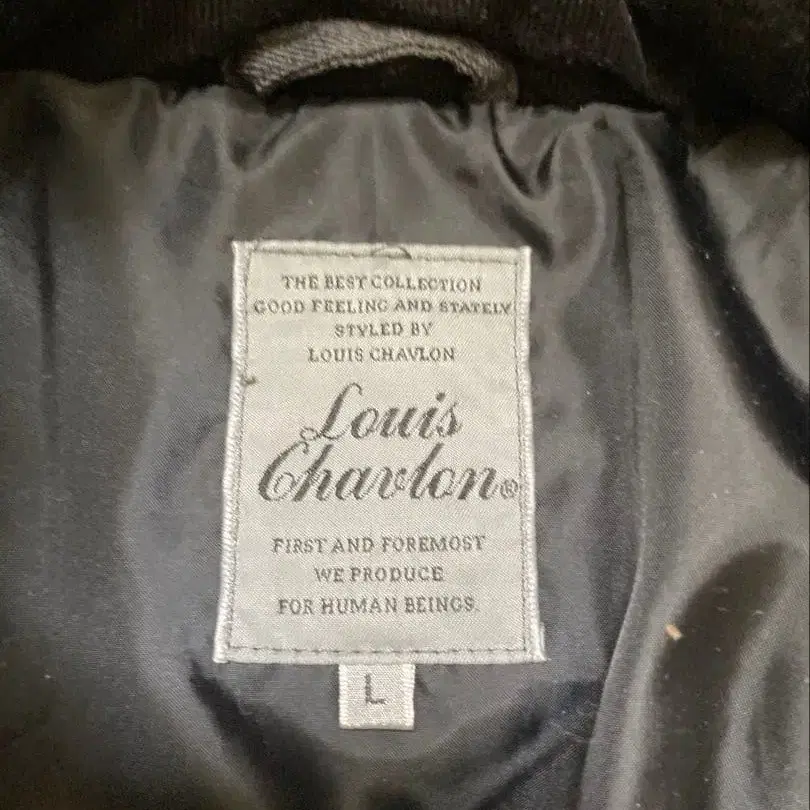 THE BEST COLLECTION
GOOD FEELING AND STATELY
STYLED BY
LOUIS CHAVLON
Louis
Chavlon®
FIRST AND FOREMOST
WE PRODUCE
FOR HUMAN BEINGS.
L